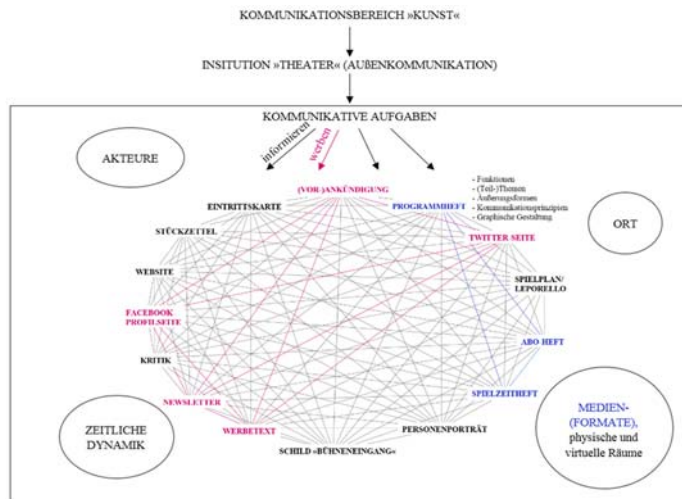 KOMMUNIKATIONSBEREICH »KUNST«
INSITUTION »THEATER« (AUßENKOMMUNIKATION)
KOMMUNIKATIVE AUFGABEN
AKTEURE
informieren
werben
(VOR-)ANKÜNDIGUNG
- Funktionen
- (Teil-)Themen
- Äußerungsformen
- Kommunikationsprinzipien
- Graphische Gestaltung
EINTRITTSKARTE
PROGRAMMHEFT
ORT
STÜCKZETTEL
TWITTER-SEITE
WEBSITE
SPIELPLAN/
LEPORELLO
FACEBOOK
PROFILSEITE
ABO-HEFT
KRITIK
NEWSLETTER
SPIELZEITHEFT
ZEITLICHE
DYNAMIK
WERBETEXT
PERSONENPORTRÄT
SCHILD »BÜHNENEINGANG«
MEDIEN-
(FORMATE),
physische und
virtuelle Räume